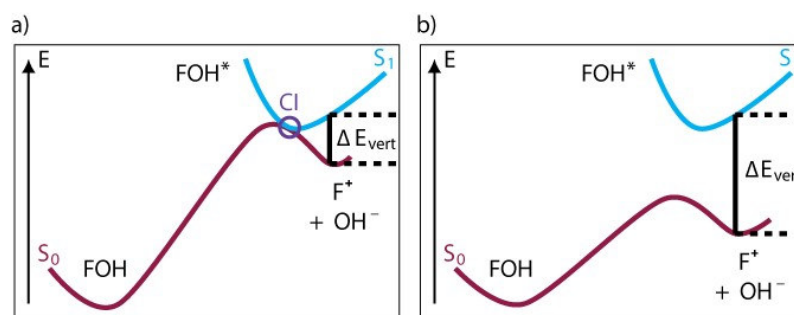 a)
E
FOH*
S1
CI
ΔEvert
F+
+ OH−
S0
FOH
b)
E
FOH*
S
ΔEver
F+
+ OH−
S0
FOH